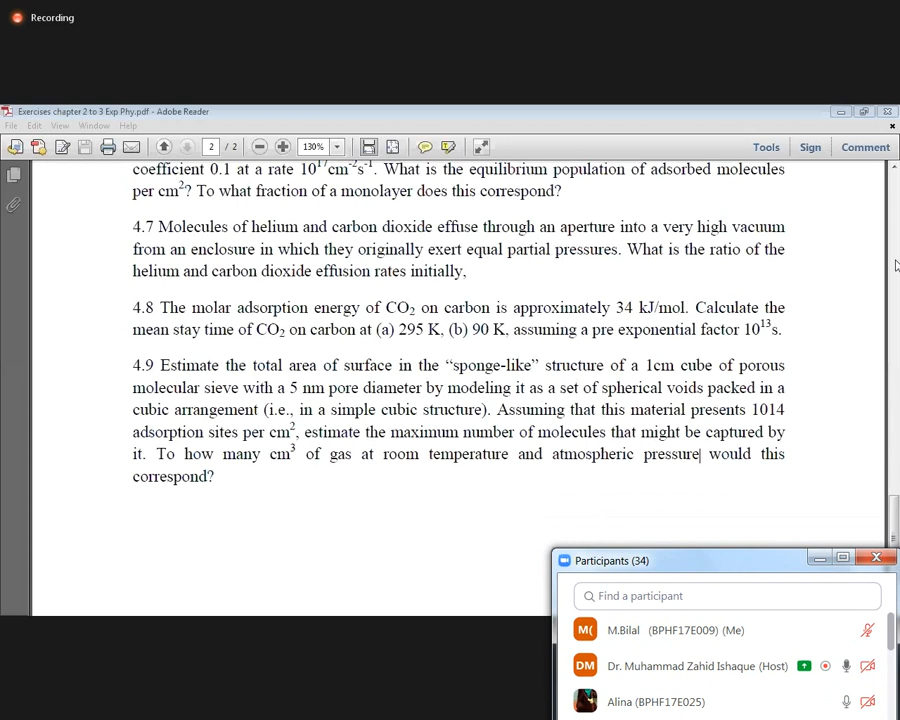 Recording
Exercises chapter 2 to 3 Exp Phy.pdf - Adobe Reader
File Edit View Window Help
2 / 2 130% Tools Sign Comment
coefficient 0.1 at a rate 10¹⁷cm⁻²s⁻¹. What is the equilibrium population of adsorbed molecules
per cm²? To what fraction of a monolayer does this correspond?
4.7 Molecules of helium and carbon dioxide effuse through an aperture into a very high vacuum
from an enclosure in which they originally exert equal partial pressures. What is the ratio of the
helium and carbon dioxide effusion rates initially,
4.8 The molar adsorption energy of CO₂ on carbon is approximately 34 kJ/mol. Calculate the
mean stay time of CO₂ on carbon at (a) 295 K, (b) 90 K, assuming a pre exponential factor 10¹³s.
4.9 Estimate the total area of surface in the “sponge-like” structure of a 1cm cube of porous
molecular sieve with a 5 nm pore diameter by modeling it as a set of spherical voids packed in a
cubic arrangement (i.e., in a simple cubic structure). Assuming that this material presents 1014
adsorption sites per cm², estimate the maximum number of molecules that might be captured by
it. To how many cm³ of gas at room temperature and atmospheric pressure would this
correspond?
Participants (34)
Find a participant
M( M.Bilal (BPHF17E009) (Me)
DM Dr. Muhammad Zahid Ishaque (Host)
Alina (BPHF17E025)